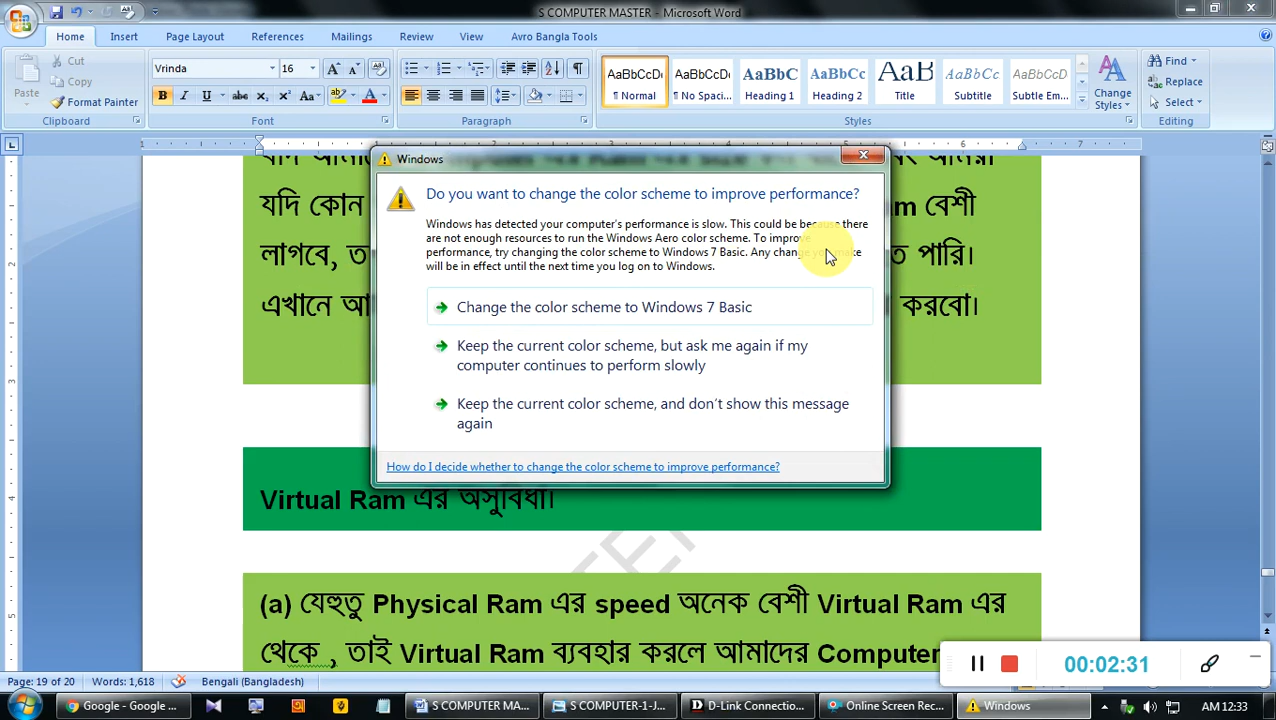 S COMPUTER MASTER - Microsoft Word
Home Insert Page Layout References Mailings Review View Avro Bangla Tools
Paste
Cut
Copy
Format Painter
Clipboard
Vrinda 16
Font
Paragraph
AaBbCcDc AaBbCcDc AaBbC AaBbCc AaB AaBbCc. AaBbCcDc
¶ Normal ¶ No Spaci... Heading 1 Heading 2 Title Subtitle Subtle Em...
Change Styles
Styles
Find
Replace
Select
Editing
বেশী
লাগবে,
পারি।
এখানে
করবো।
Windows
Do you want to change the color scheme to improve performance?
Windows has detected your computer's performance is slow. This could be because there
are not enough resources to run the Windows Aero color scheme. To improve
performance, try changing the color scheme to Windows 7 Basic. Any change you make
will be in effect until the next time you log on to Windows.
Change the color scheme to Windows 7 Basic
Keep the current color scheme, but ask me again if my
computer continues to perform slowly
Keep the current color scheme, and don't show this message
again
How do I decide whether to change the color scheme to improve performance?
Virtual Ram এর অসুবিধা।
(a) যেহুতু Physical Ram এর speed অনেক বেশী Virtual Ram এর
থেকে , তাই Virtual Ram ব্যবহার করলে আমাদের Computer
00:02:31
Page: 19 of 20 Words: 1,618 Bengali (Bangladesh)
Google - Google ... S COMPUTER MA... S COMPUTER-1-J... D-Link Connectio... Online Screen Rec... Windows AM 12:33